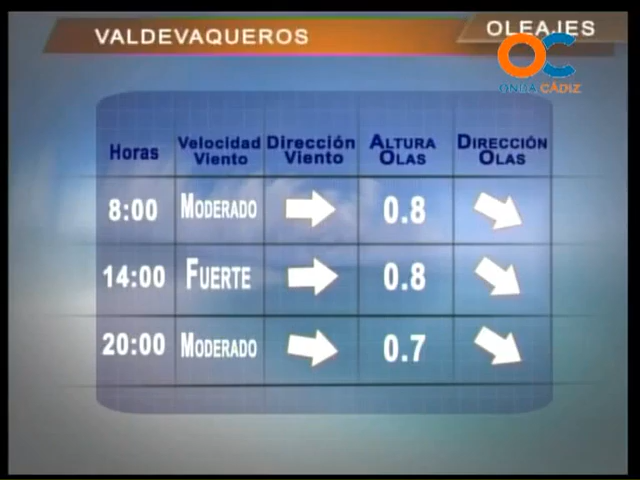 VALDEVAQUEROS
OLEAJES
OC
ONDA CÁDIZ
Horas Velocidad Viento Dirección Viento ALTURA OLAS DIRECCIÓN OLAS
8:00 MODERADO 0.8
14:00 FUERTE 0.8
20:00 MODERADO 0.7